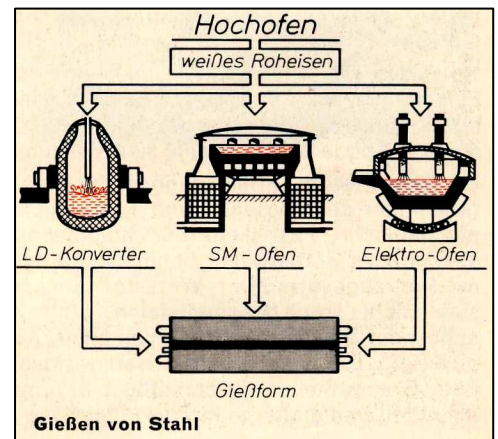 Hochofen
weißes Roheisen
LD-Konverter
SM-Ofen
Elektro-Ofen
Gießform
Gießen von Stahl